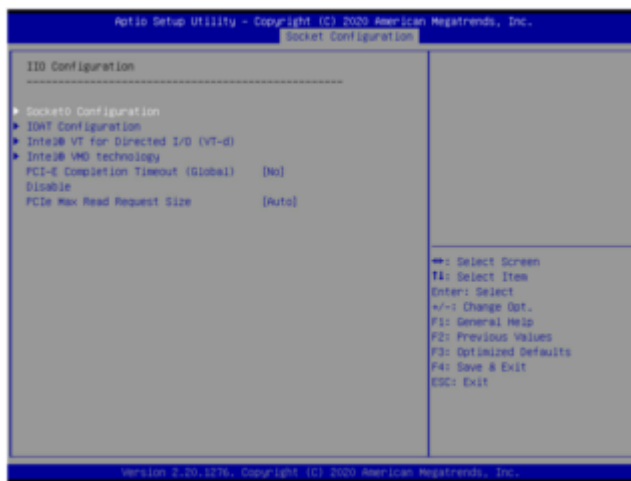 Aptio Setup Utility – Copyright (C) 2020 American Megatrends, Inc.
Socket Configuration
IIO Configuration
--------------------------------------------------
Socket0 Configuration
IOAT Configuration
Intel® VT for Directed I/O (VT-d)
Intel® VMD technology
PCI-E Completion Timeout (Global) [No]
Disable
PCIe Max Read Request Size [Auto]
↔: Select Screen
↑↓: Select Item
Enter: Select
+/-: Change Opt.
F1: General Help
F2: Previous Values
F3: Optimized Defaults
F4: Save & Exit
ESC: Exit
Version 2.20.1276. Copyright (C) 2020 American Megatrends, Inc.